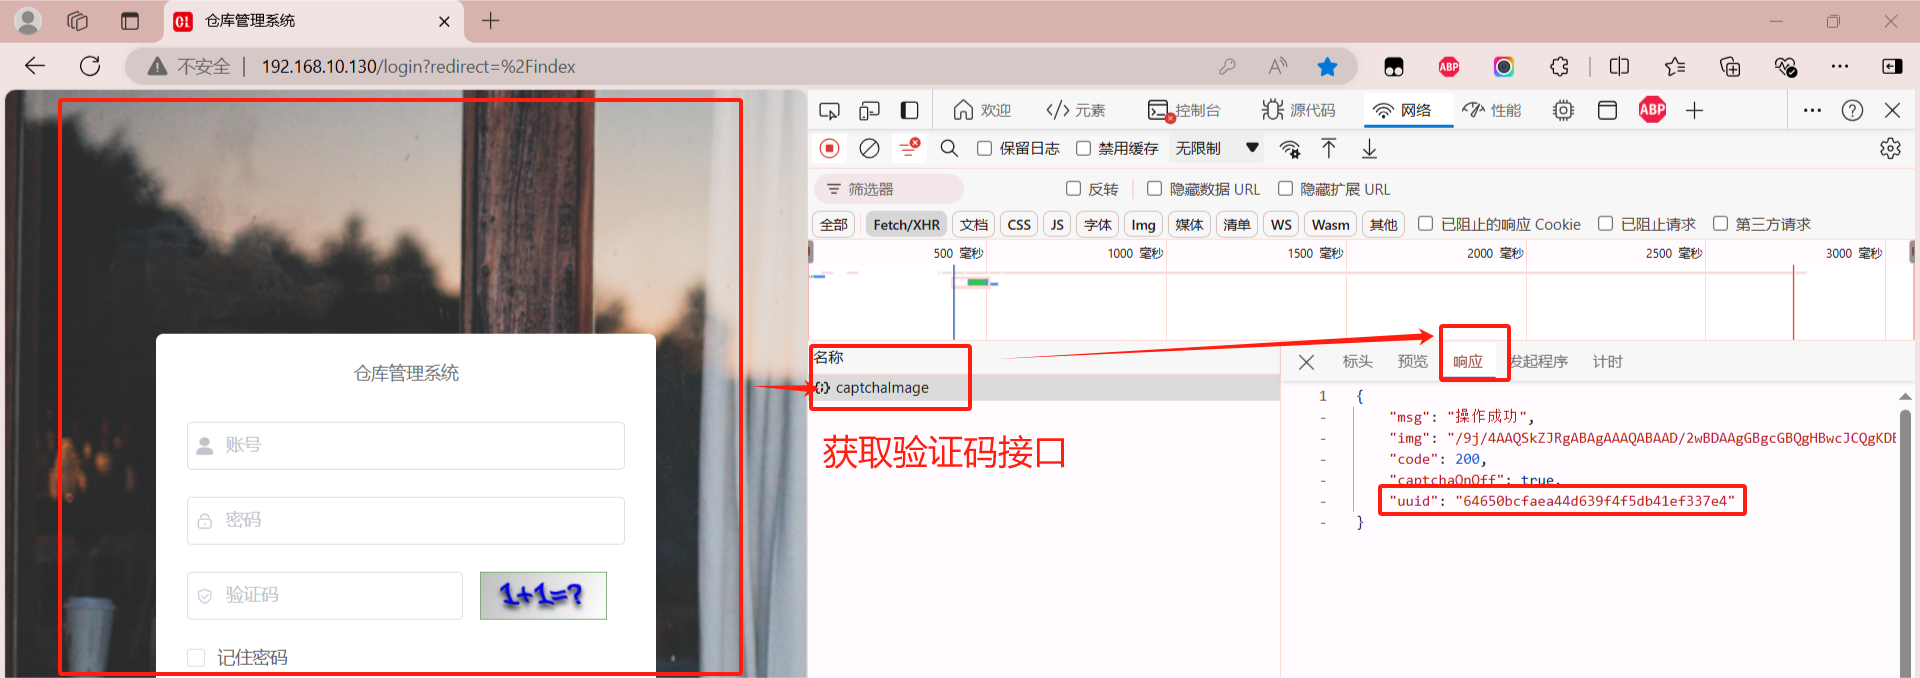 仓库管理系统
不安全 192.168.10.130/login?redirect=%2Findex
ABP
欢迎 元素 控制台 源代码 网络 性能 ABP
保留日志 禁用缓存 无限制
筛选器 反转 隐藏数据 URL 隐藏扩展 URL
全部 Fetch/XHR 文档 CSS JS 字体 Img 媒体 清单 WS Wasm 其他 已阻止的响应 Cookie 已阻止请求 第三方请求
500 毫秒 1000 毫秒 1500 毫秒 2000 毫秒 2500 毫秒 3000 毫秒
名称
captchaImage
获取验证码接口
标头 预览 响应 发起程序 计时
1 {
- "msg": "操作成功",
- "img": "/9j/4AAQSkZJRgABAgAAAQABAAD/2wBDAAgGBgcGBQgHBwcJCQgKDB
- "code": 200,
- "captchaOnOff": true,
- "uuid": "64650bcfaea44d639f4f5db41ef337e4"
- }
仓库管理系统
账号
密码
验证码 1+1=?
记住密码